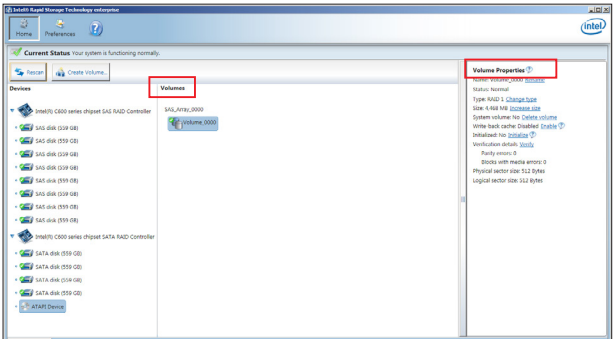 Intel® Rapid Storage Technology enterprise
Home
Preferences
?
intel
Current Status Your system is functioning normally.
Rescan
Create Volume...
Devices
Intel(R) C600 series chipset SAS RAID Controller
SAS disk (559 GB)
SAS disk (559 GB)
SAS disk (559 GB)
SAS disk (559 GB)
SAS disk (559 GB)
SAS disk (559 GB)
SAS disk (559 GB)
SAS disk (559 GB)
Intel(R) C600 series chipset SATA RAID Controller
SATA disk (559 GB)
SATA disk (559 GB)
SATA disk (559 GB)
SATA disk (559 GB)
ATAPI Device
Volumes
SAS_Array_0000
Volume_0000
Volume Properties ?
Name: Volume_0000 Rename
Status: Normal
Type: RAID 1 Change type
Size: 4,468 MB Increase size
System volume: No Delete volume
Write back cache: Disabled Enable ?
Initialized: No Initialize ?
Verification details Verify
Parity errors: 0
Blocks with media errors: 0
Physical sector size: 512 Bytes
Logical sector size: 512 Bytes